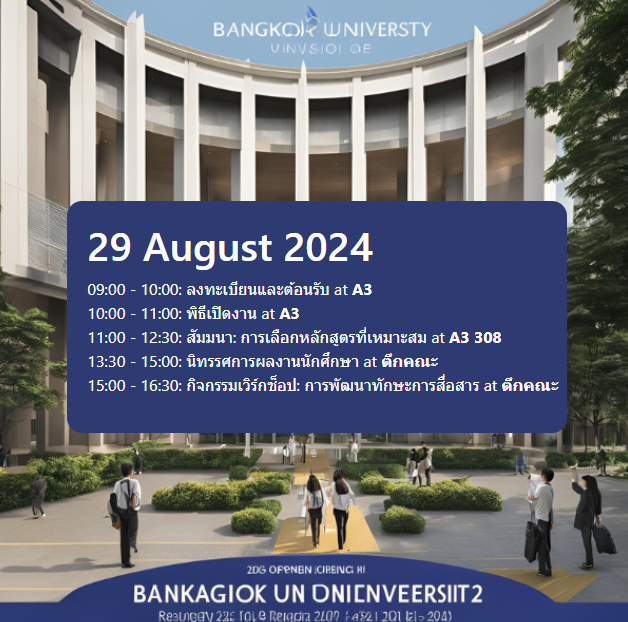 BANGKOK UNIVERSTY
29 August 2024
09:00 - 10:00: ลงทะเบียนและต้อนรับ at A3
10:00 - 11:00: พิธีเปิดงาน at A3
11:00 - 12:30: สัมมนา: การเลือกหลักสูตรที่เหมาะสม at A3 308
13:30 - 15:00: นิทรรศการผลงานนักศึกษา at ตึกคณะ
15:00 - 16:30: กิจกรรมเวิร์กช็อป: การพัฒนาทักษะการสื่อสาร at ตึกคณะ
BANKAGIOK UN DNIENVEERSIT2